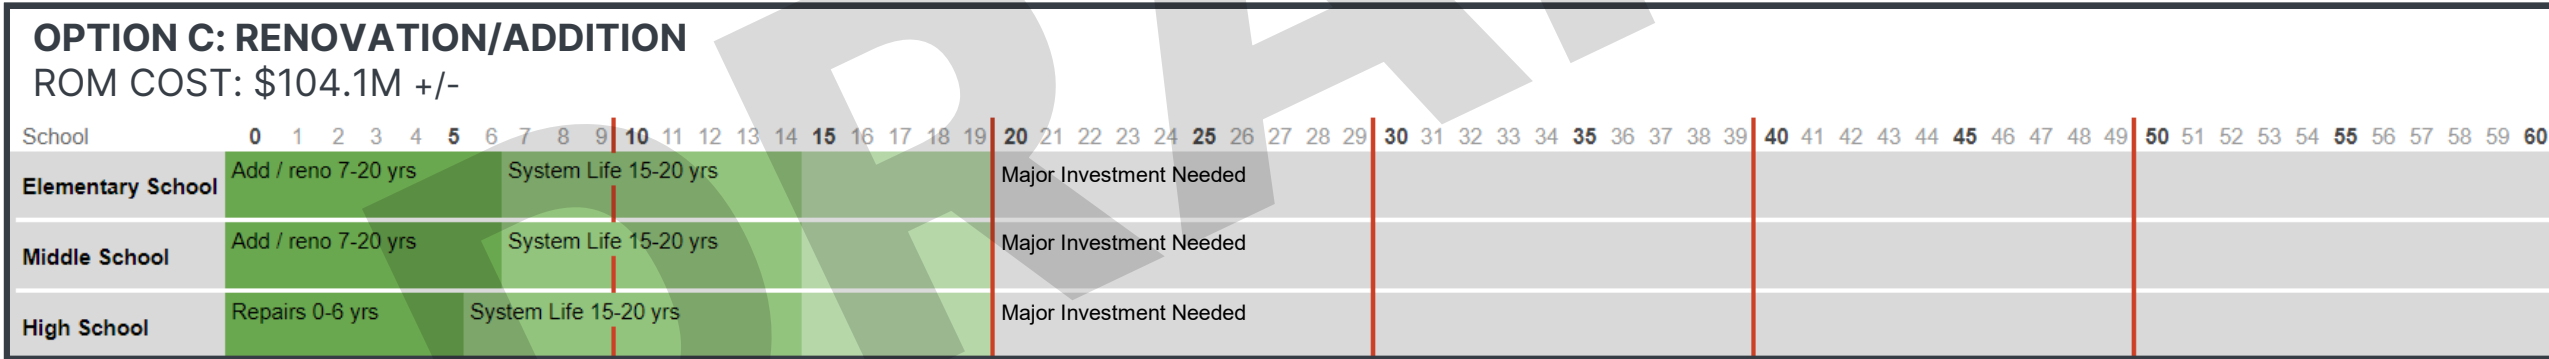 OPTION C: RENOVATION/ADDITION
ROM COST: $104.1M +/-
School 0 1 2 3 4 5 6 7 8 9 10 11 12 13 14 15 16 17 18 19 20 21 22 23 24 25 26 27 28 29 30 31 32 33 34 35 36 37 38 39 40 41 42 43 44 45 46 47 48 49 50 51 52 53 54 55 56 57 58 59 60
Elementary School Add / reno 7-20 yrs System Life 15-20 yrs Major Investment Needed
Middle School Add / reno 7-20 yrs System Life 15-20 yrs Major Investment Needed
High School Repairs 0-6 yrs System Life 15-20 yrs Major Investment Needed